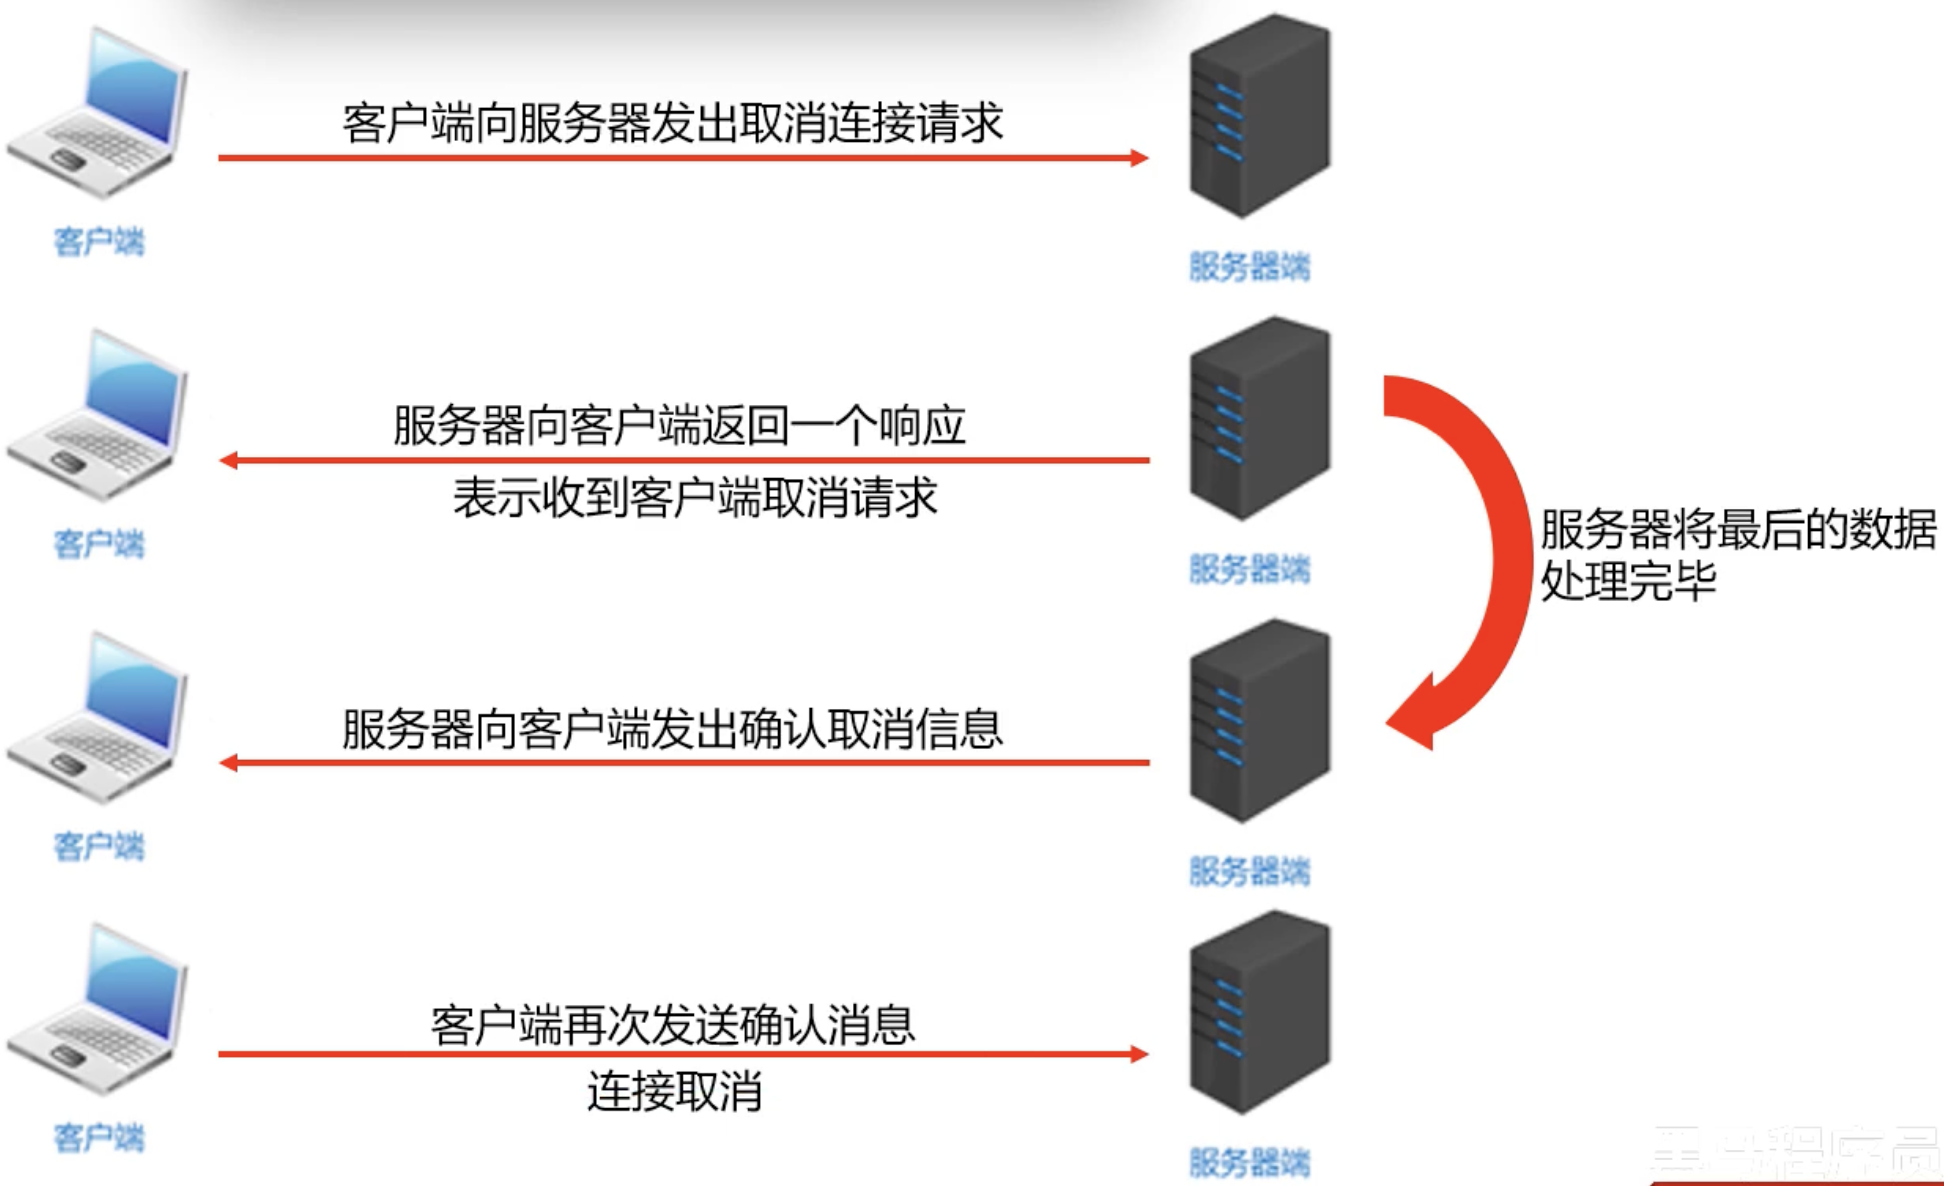 客户端向服务器发出取消连接请求
客户端
服务器端
服务器向客户端返回一个响应
表示收到客户端取消请求
客户端
服务器端
服务器将最后的数据
处理完毕
服务器向客户端发出确认取消信息
客户端
服务器端
客户端再次发送确认消息
连接取消
客户端
服务器端
黑马程序员